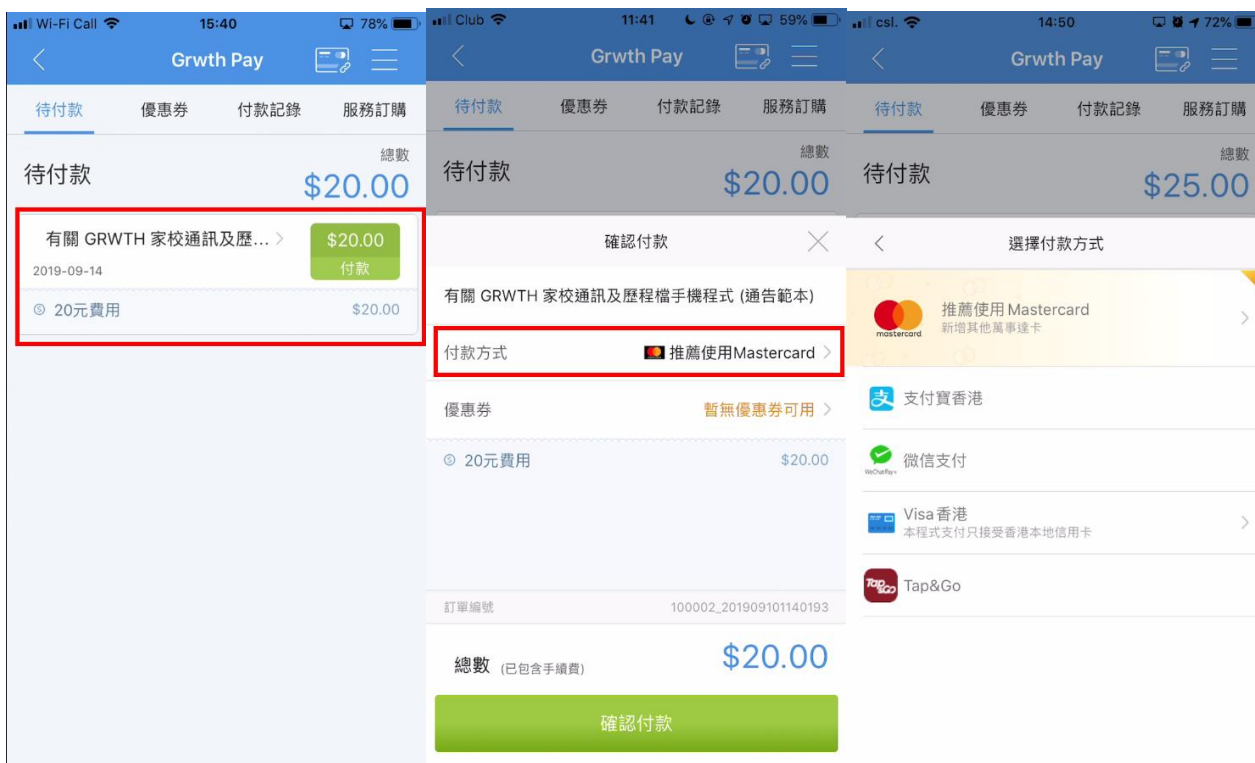 Wi-Fi Call 15:40 78%
Grwth Pay
待付款 優惠券 付款記錄 服務訂購
總數
待付款 $20.00
有關 GRWTH 家校通訊及歷... $20.00
2019-09-14 付款
20元費用 $20.00
Club 11:41 59%
Grwth Pay
待付款 優惠券 付款記錄 服務訂購
總數
待付款 $20.00
確認付款
有關 GRWTH 家校通訊及歷程檔手機程式 (通告範本)
付款方式 推薦使用Mastercard
優惠券 暫無優惠券可用
20元費用 $20.00
訂單編號 100002_201909101140193
總數 (已包含手續費) $20.00
確認付款
csl. 14:50 72%
Grwth Pay
待付款 優惠券 付款記錄 服務訂購
總數
待付款 $25.00
選擇付款方式
推薦使用 Mastercard
mastercard 新增其他萬事達卡
支 支付寶香港
微信支付
WeChatPay
Visa 香港
本程式支付只接受香港本地信用卡
Tap&Go Tap&Go